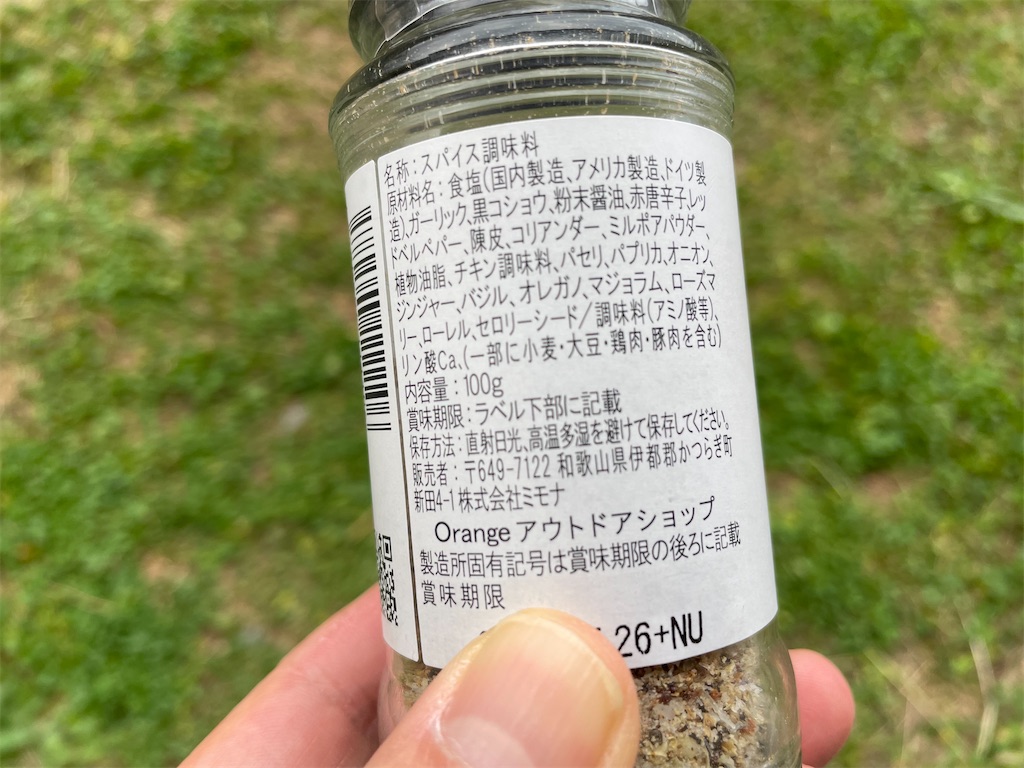 名称：スパイス調味料
原材料名：食塩(国内製造、アメリカ製造、ドイツ製
造)、ガーリック、黒コショウ、粉末醤油、赤唐辛子、レッ
ドベルペパー、陳皮、コリアンダー、ミルポアパウダー、
植物油脂、チキン調味料、パセリ、パプリカ、オニオン、
ジンジャー、バジル、オレガノ、マジョラム、ローズマ
リー、ローレル、セロリーシード/調味料(アミノ酸等)、
リン酸Ca、(一部に小麦・大豆・鶏肉・豚肉を含む)
内容量：100g
賞味期限：ラベル下部に記載
保存方法：直射日光、高温多湿を避けて保存してください。
販売者：〒649-7122 和歌山県伊都郡かつらぎ町
新田4-1 株式会社ミモナ
Orange アウトドアショップ
製造所固有記号は賞味期限の後ろに記載
賞味期限
26+NU